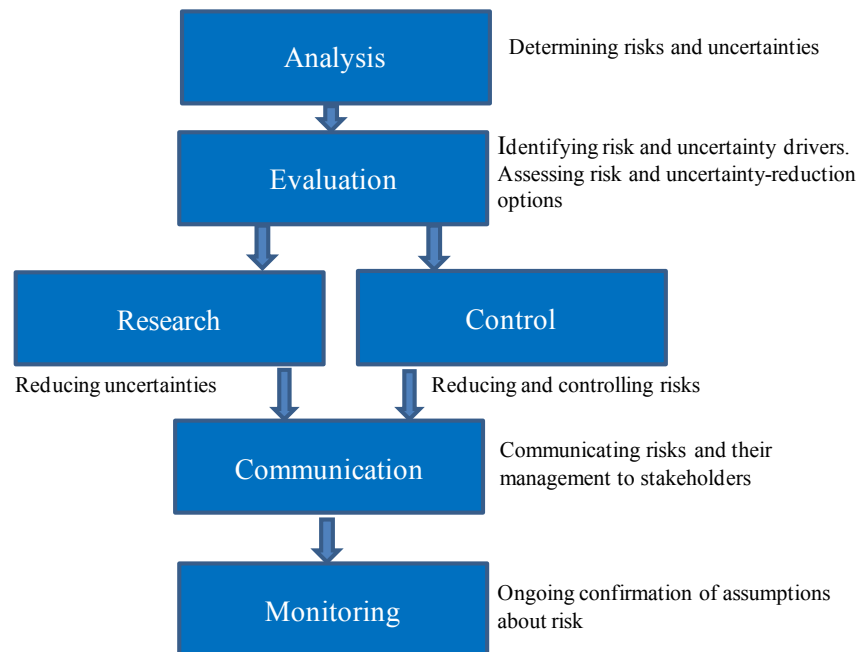 Analysis
Determining risks and uncertainties
Evaluation
Identifying risk and uncertainty drivers.
Assessing risk and uncertainty-reduction
options
Research
Control
Reducing uncertainties
Reducing and controlling risks
Communication
Communicating risks and their
management to stakeholders
Monitoring
Ongoing confirmation of assumptions
about risk